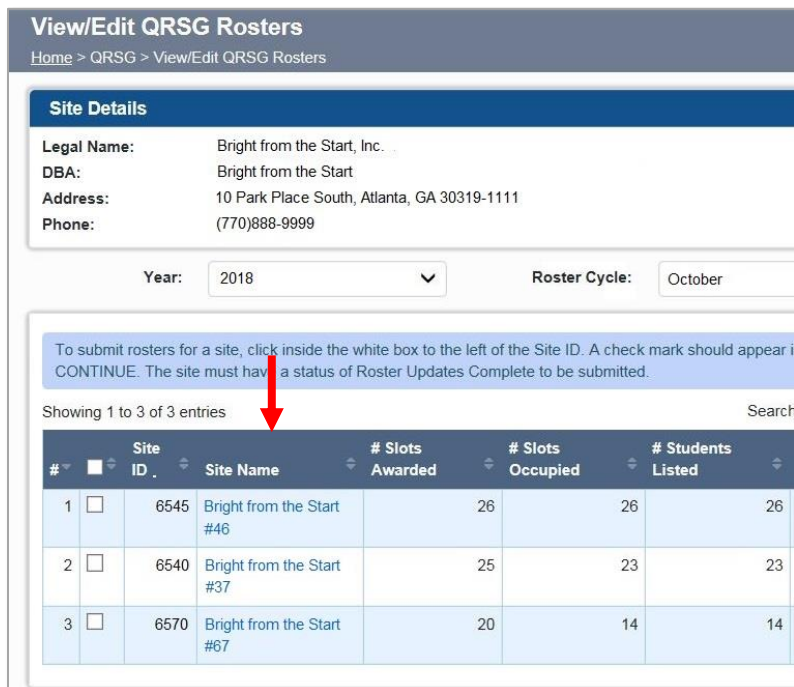 View/Edit QRSG Rosters
Home > QRSG > View/Edit QRSG Rosters
Site Details
Legal Name: Bright from the Start, Inc.
DBA: Bright from the Start
Address: 10 Park Place South, Atlanta, GA 30319-1111
Phone: (770)888-9999
Year: 2018 Roster Cycle: October
To submit rosters for a site, click inside the white box to the left of the Site ID. A check mark should appear i
CONTINUE. The site must have a status of Roster Updates Complete to be submitted.
Showing 1 to 3 of 3 entries Search
# Site ID . Site Name # Slots Awarded # Slots Occupied # Students Listed
1 6545 Bright from the Start #46 26 26 26
2 6540 Bright from the Start #37 25 23 23
3 6570 Bright from the Start #67 20 14 14